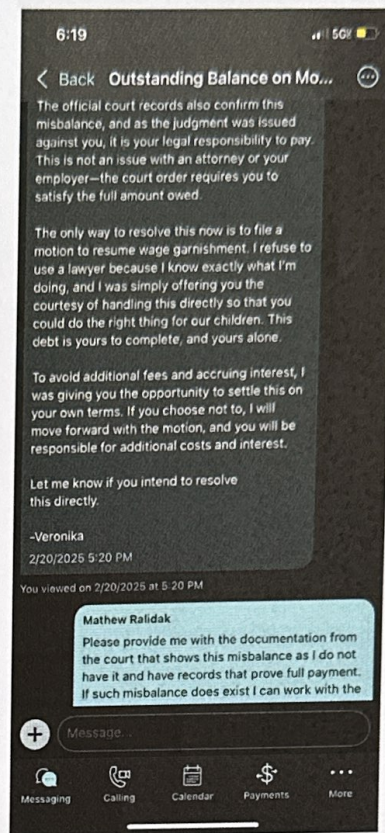 6:19
5G
Back Outstanding Balance on Mo...
The official court records also confirm this
misbalance, and as the judgment was issued
against you, it is your legal responsibility to pay.
This is not an issue with an attorney or your
employer—the court order requires you to
satisfy the full amount owed.
The only way to resolve this now is to file a
motion to resume wage garnishment. I refuse to
use a lawyer because I know exactly what I'm
doing, and I was simply offering you the
courtesy of handling this directly so that you
could do the right thing for our children. This
debt is yours to complete, and yours alone.
To avoid additional fees and accruing interest, I
was giving you the opportunity to settle this on
your own terms. If you choose not to, I will
move forward with the motion, and you will be
responsible for additional costs and interest.
Let me know if you intend to resolve
this directly.
-Veronika
2/20/2025 5:20 PM
You viewed on 2/20/2025 at 5:20 PM
Mathew Ralidak
Please provide me with the documentation from
the court that shows this misbalance as I do not
have it and have records that prove full payment.
If such misbalance does exist I can work with the
Message...
Messaging
Calling
Calendar
Payments
More